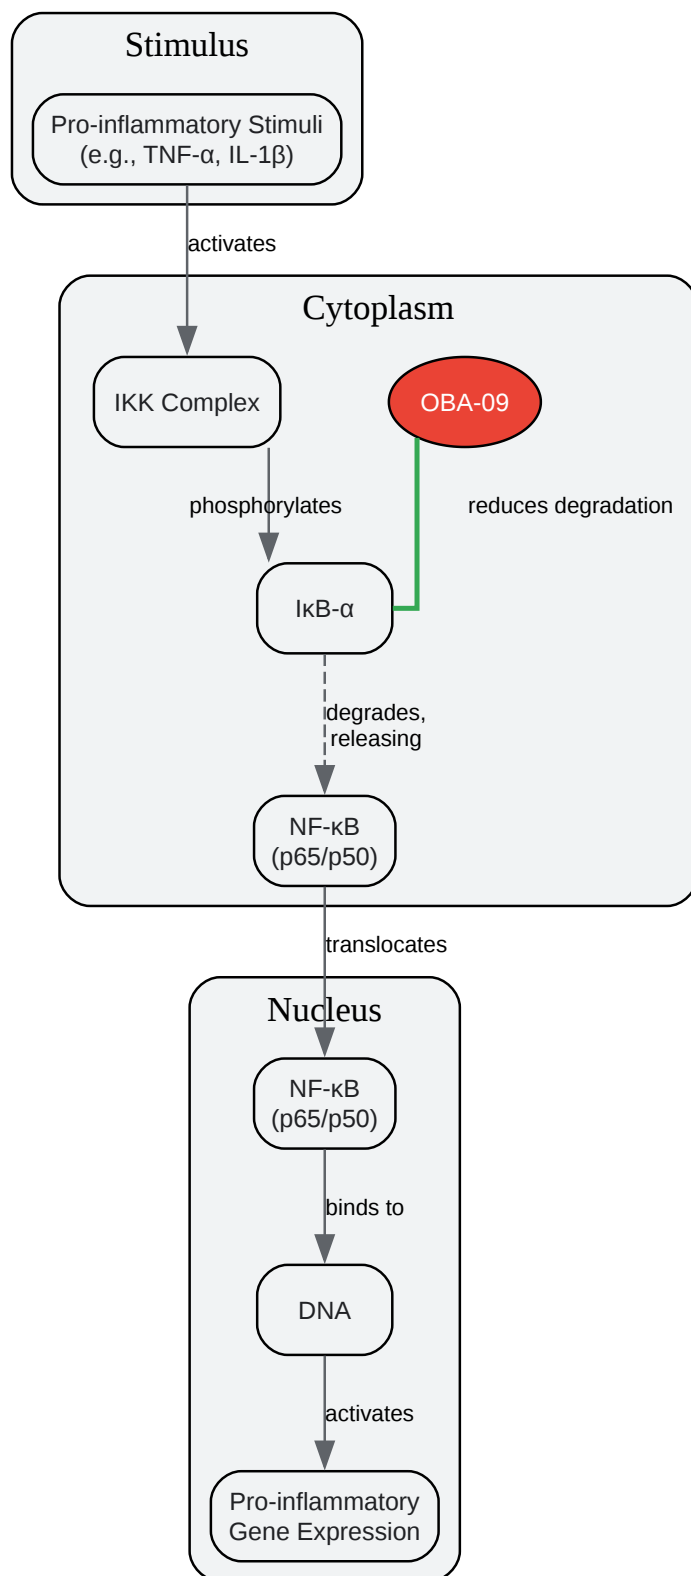 Stimulus
Pro-inflammatory Stimuli
(e.g., TNF-α, IL-1β)
activates
Cytoplasm
IKK Complex
OBA-09
phosphorylates
reduces degradation
IκB-α
degrades,
releasing
NF-κB
(p65/p50)
translocates
Nucleus
NF-κB
(p65/p50)
binds to
DNA
activates
Pro-inflammatory
Gene Expression